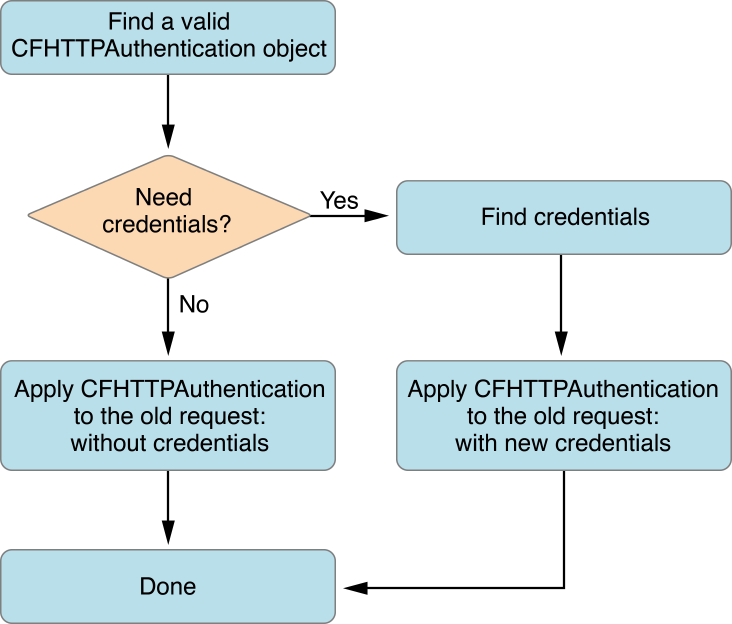 Find a valid
CFHTTPAuthentication object
Need
credentials?
Yes
Find credentials
No
Apply CFHTTPAuthentication
to the old request:
without credentials
Apply CFHTTPAuthentication
to the old request:
with new credentials
Done